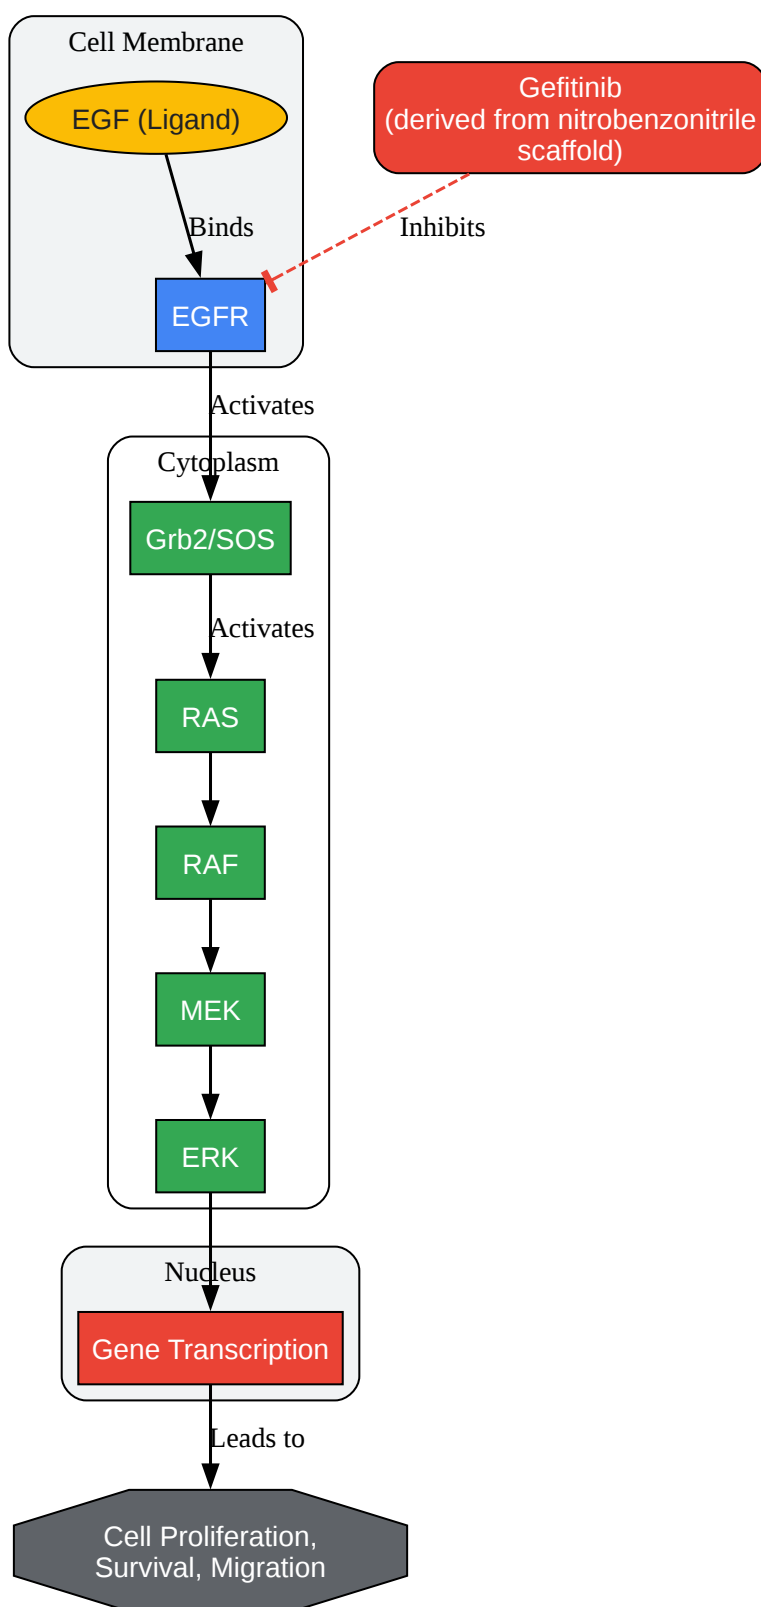 Cell Membrane
EGF (Ligand)
Gefitinib
(derived from nitrobenzonitrile
scaffold)
Binds
Inhibits
EGFR
Activates
Cytoplasm
Grb2/SOS
Activates
RAS
RAF
MEK
ERK
Nucleus
Gene Transcription
Leads to
Cell Proliferation,
Survival, Migration